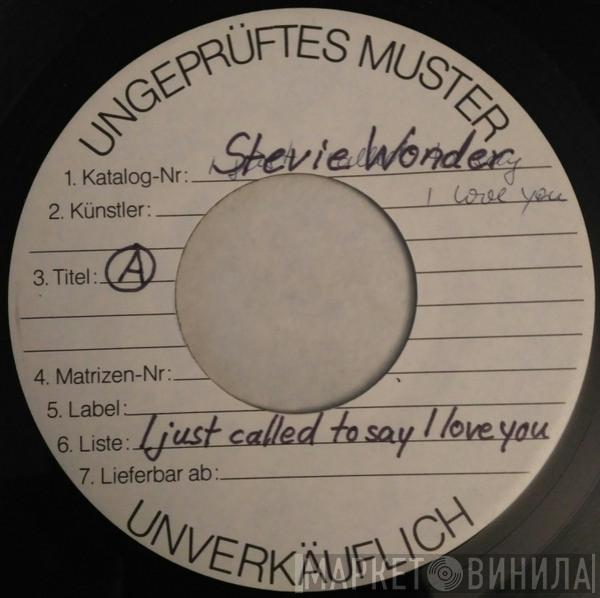 UNGEPRÜFTES MUSTER
Stevie Wonder
1. Katalog-Nr:
I love you
2. Künstler:
3. Titel: A
4. Matrizen-Nr:
5. Label:
6. Liste: I just called to say I love you
7. Lieferbar ab:
UNVERKÄUFLICH
МАРКЕТ ВИНИЛА